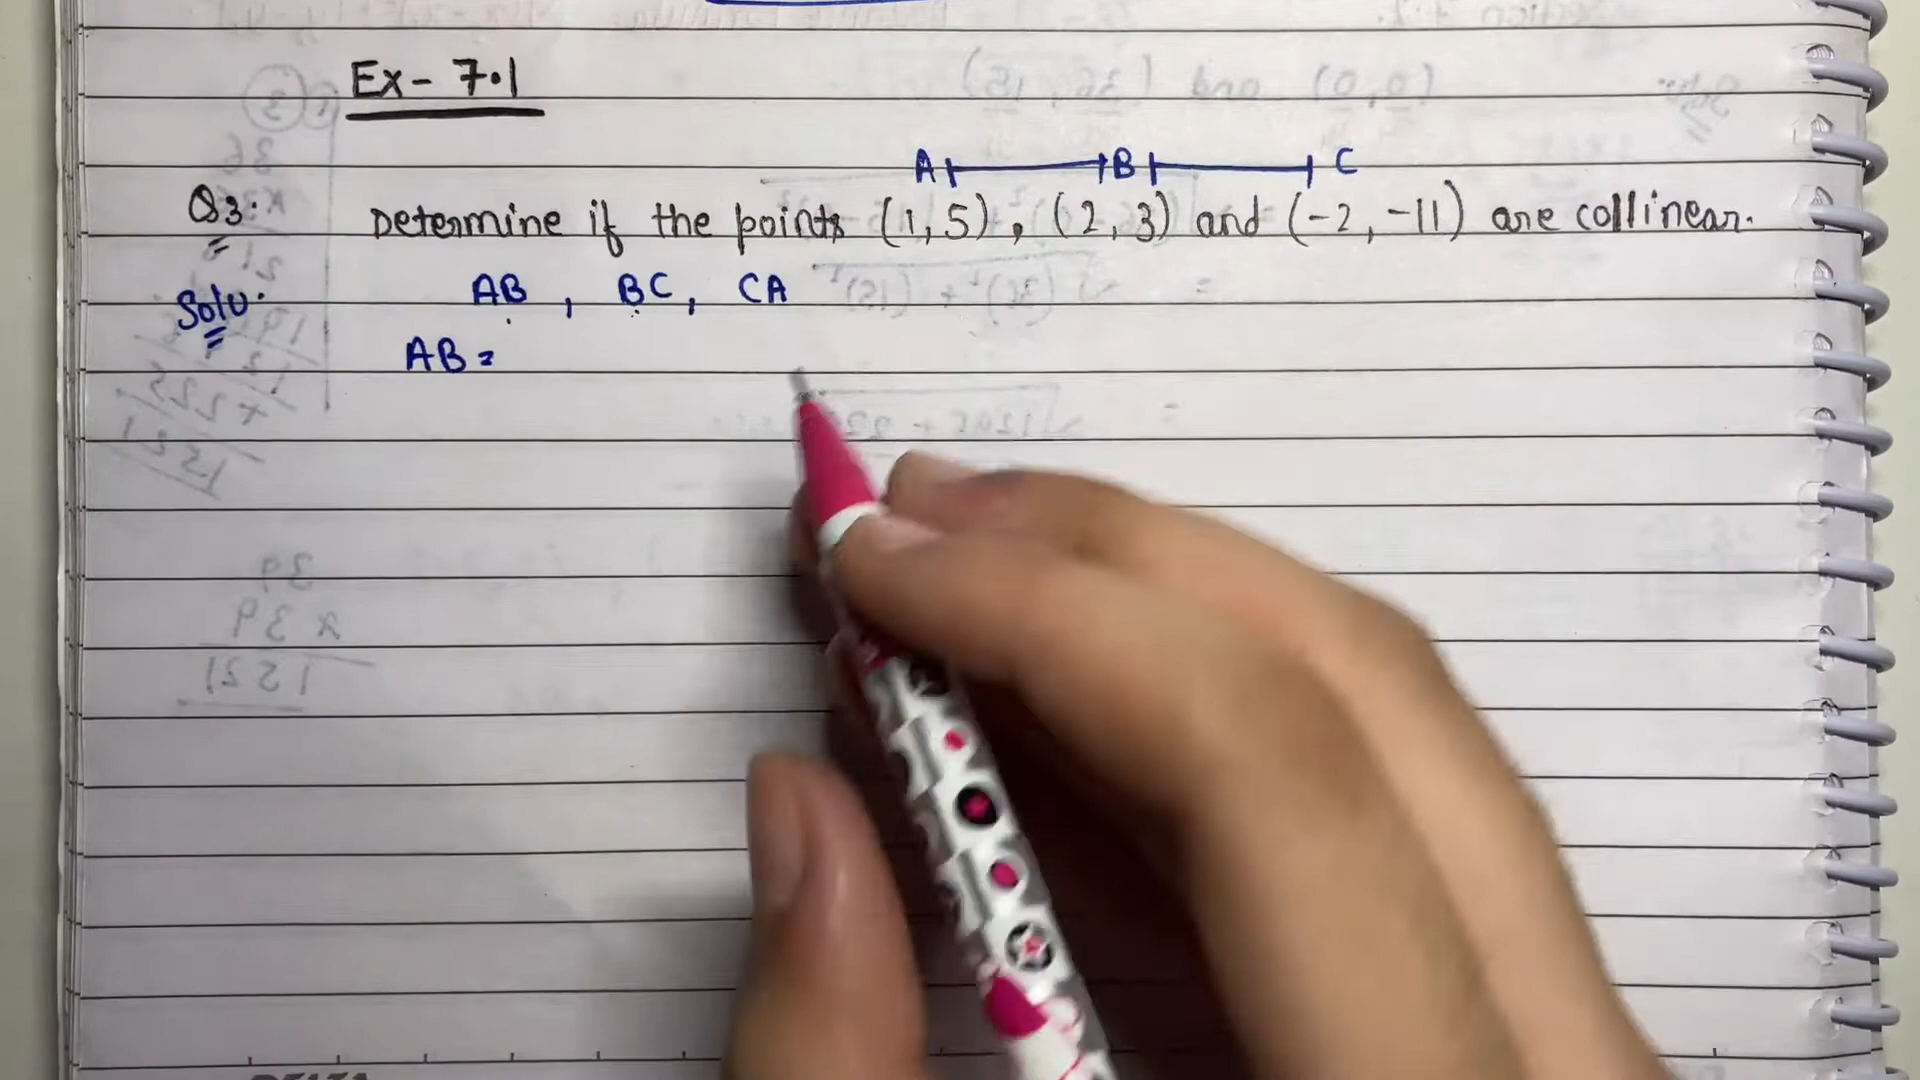 Ex- 7.1
A B C
Q3. Determine if the points (1,5), (2,3) and (-2,-11) are collinear.
Solu. AB, BC, CA
AB =